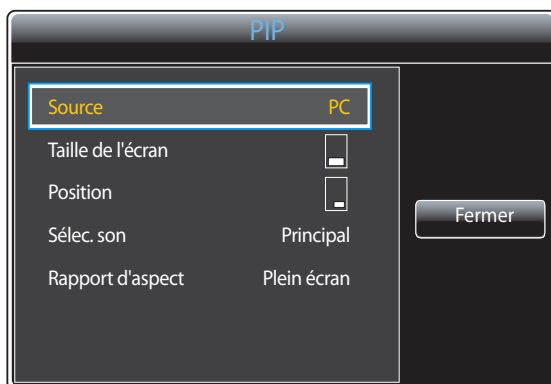 PIP
Source PC
Taille de l'écran
Position
Sélec. son Principal
Rapport d'aspect Plein écran
Fermer